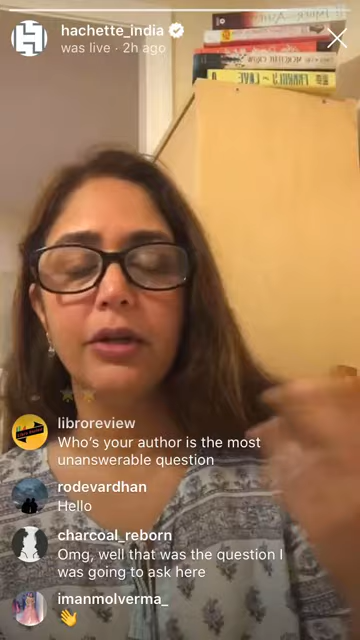 hachette_india
was live · 2h ago
libroreview
Who's your author is the most
unanswerable question
rodevardhan
Hello
charcoal_reborn
Omg, well that was the question I
was going to ask here
imanmolverma_
👋